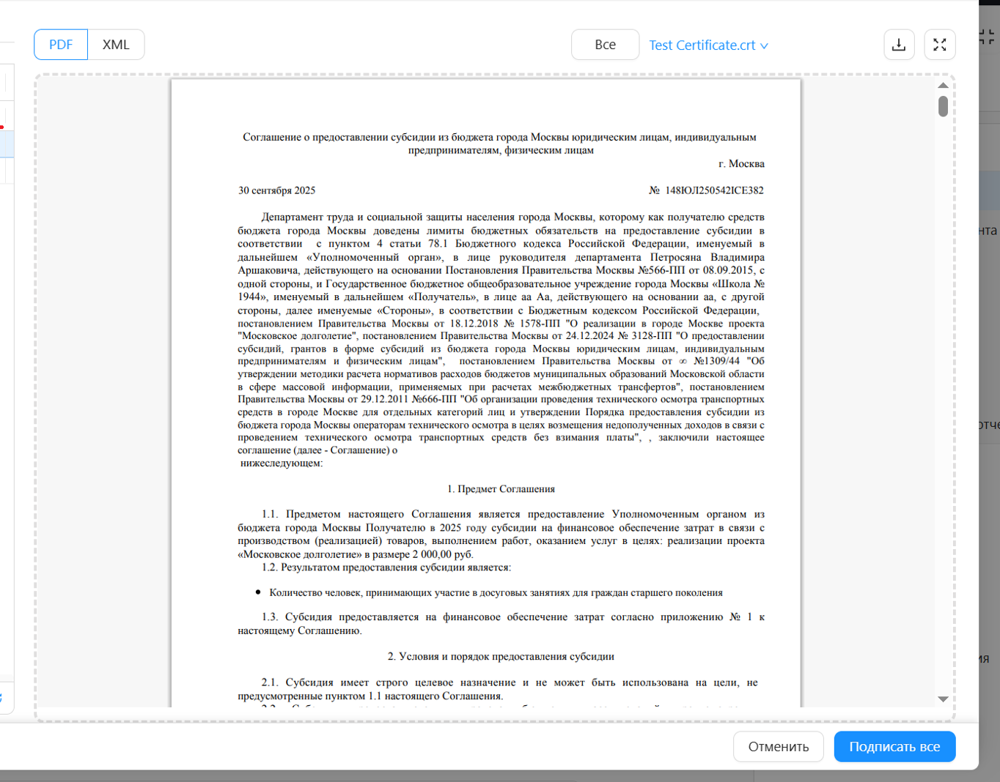 PDF XML Все Test Certificate.crt
Соглашение о предоставлении субсидии из бюджета города Москвы юридическим лицам, индивидуальным
предпринимателям, физическим лицам
г. Москва
30 сентября 2025 № 148ЮЛ250542ICE382
Департамент труда и социальной защиты населения города Москвы, которому как получателю средств
бюджета города Москвы доведены лимиты бюджетных обязательств на предоставление субсидии в
соответствии с пунктом 4 статьи 78.1 Бюджетного кодекса Российской Федерации, именуемый в
дальнейшем «Уполномоченный орган», в лице руководителя департамента Петросяна Владимира
Аршаковича, действующего на основании Постановления Правительства Москвы №566-ПП от 08.09.2015, с
одной стороны, и Государственное бюджетное общеобразовательное учреждение города Москвы «Школа №
1944», именуемый в дальнейшем «Получатель», в лице аа Аа, действующего на основании аа, с другой
стороны, далее именуемые «Стороны», в соответствии с Бюджетным кодексом Российской Федерации,
постановлением Правительства Москвы от 18.12.2018 № 1578-ПП "О реализации в городе Москве проекта
"Московское долголетие", постановлением Правительства Москвы от 24.12.2024 № 3128-ПП "О предоставлении
субсидий, грантов в форме субсидий из бюджета города Москвы юридическим лицам, индивидуальным
предпринимателям и физическим лицам", постановлением Правительства Москвы от ∞ №1309/44 "Об
утверждении методики расчета нормативов расходов бюджетов муниципальных образований Московской области
в сфере массовой информации, применяемых при расчетах межбюджетных трансфертов", постановлением
Правительства Москвы от 29.12.2011 №666-ПП "Об организации проведения технического осмотра транспортных
средств в городе Москве для отдельных категорий лиц и утверждении Порядка предоставления субсидии из
бюджета города Москвы операторам технического осмотра в целях возмещения недополученных доходов в связи с
проведением технического осмотра транспортных средств без взимания платы", , заключили настоящее
соглашение (далее - Соглашение) о
нижеследующем:
1. Предмет Соглашения
1.1. Предметом настоящего Соглашения является предоставление Уполномоченным органом из
бюджета города Москвы Получателю в 2025 году субсидии на финансовое обеспечение затрат в связи с
производством (реализацией) товаров, выполнением работ, оказанием услуг в целях: реализации проекта
«Московское долголетие» в размере 2 000,00 руб.
1.2. Результатом предоставления субсидии является:
• Количество человек, принимающих участие в досуговых занятиях для граждан старшего поколения
1.3. Субсидия предоставляется на финансовое обеспечение затрат согласно приложению № 1 к
настоящему Соглашению.
2. Условия и порядок предоставления субсидии
2.1. Субсидия имеет строго целевое назначение и не может быть использована на цели, не
предусмотренные пунктом 1.1 настоящего Соглашения.
Отменить Подписать все